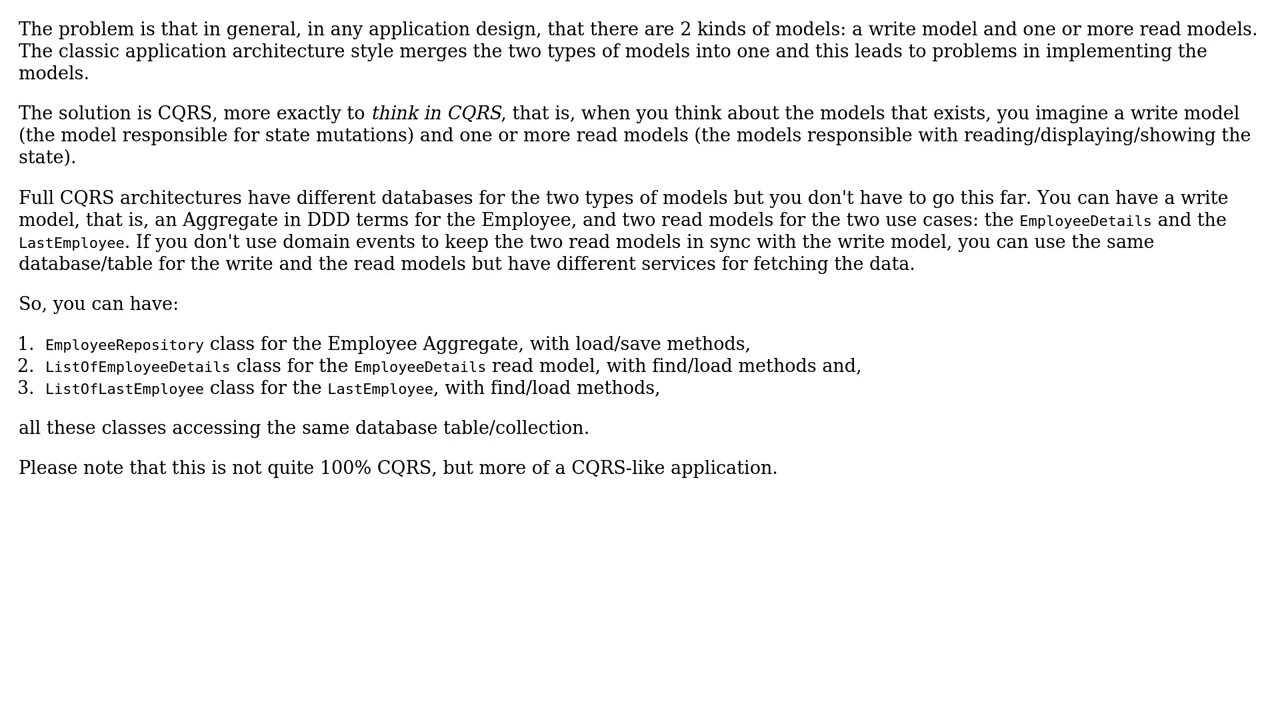 The problem is that in general, in any application design, that there are 2 kinds of models: a write model and one or more read models.
The classic application architecture style merges the two types of models into one and this leads to problems in implementing the
models.
The solution is CQRS, more exactly to think in CQRS, that is, when you think about the models that exists, you imagine a write model
(the model responsible for state mutations) and one or more read models (the models responsible with reading/displaying/showing the
state).
Full CQRS architectures have different databases for the two types of models but you don't have to go this far. You can have a write
model, that is, an Aggregate in DDD terms for the Employee, and two read models for the two use cases: the EmployeeDetails and the
LastEmployee. If you don't use domain events to keep the two read models in sync with the write model, you can use the same
database/table for the write and the read models but have different services for fetching the data.
So, you can have:
1. EmployeeRepository class for the Employee Aggregate, with load/save methods,
2. ListOfEmployeeDetails class for the EmployeeDetails read model, with find/load methods and,
3. ListOfLastEmployee class for the LastEmployee, with find/load methods,
all these classes accessing the same database table/collection.
Please note that this is not quite 100% CQRS, but more of a CQRS-like application.